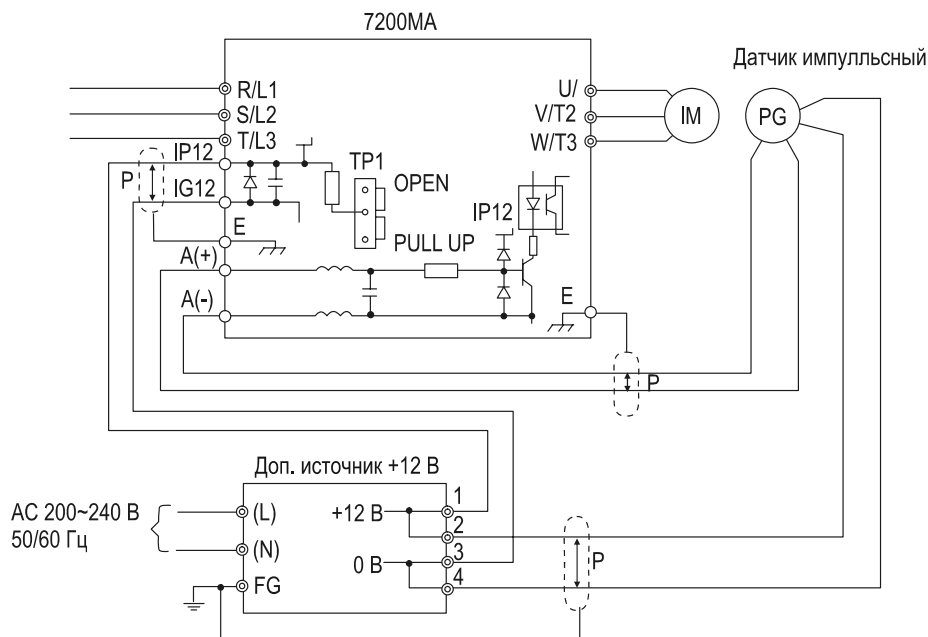 7200MA
Датчик импулльсный
R/L1
S/L2
T/L3
U/
V/T2
W/T3
IM
PG
IP12
P
IG12
TP1
OPEN
IP12
PULL UP
E
A(+)
A(-)
E
P
Доп. источник +12 В
AC 200~240 В
50/60 Гц
(L)
(N)
FG
+12 В
0 В
1
2
3
4
P